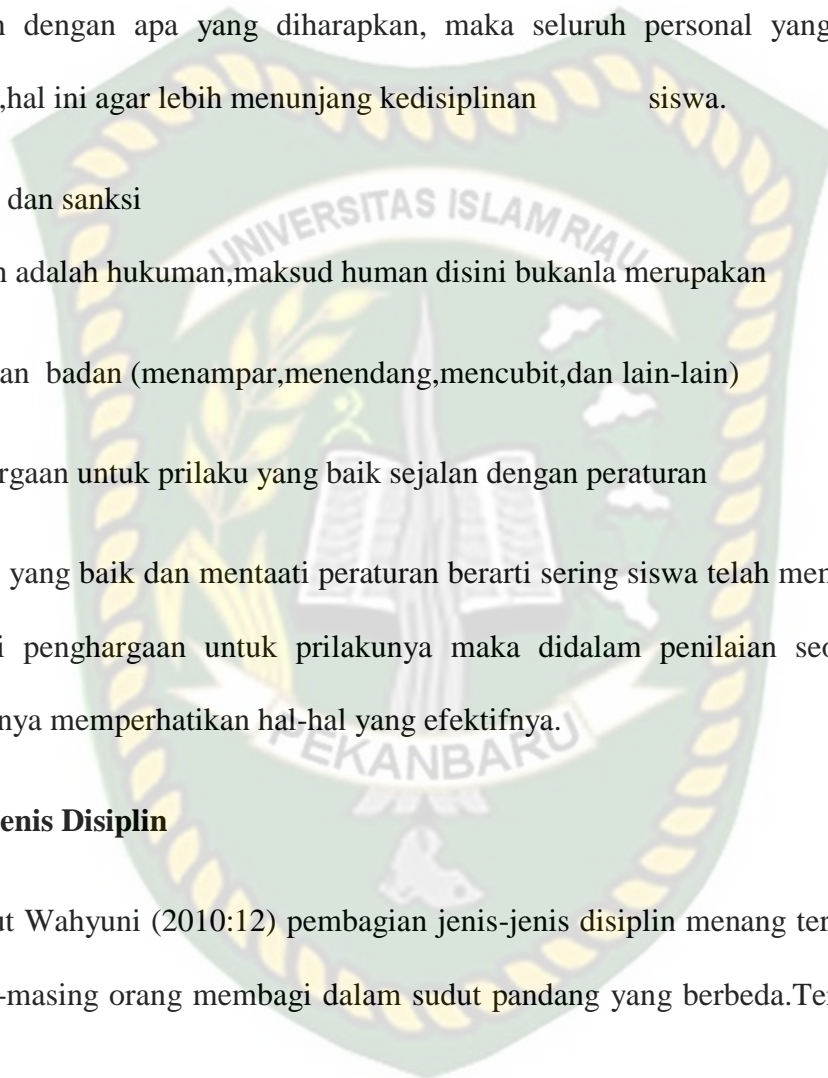 dengan apa yang diharapkan, maka seluruh personal yang
,hal ini agar lebih menunjang kedisiplinan siswa.
dan sanksi
UNIVERSITAS ISLAM RIAU
adalah hukuman,maksud human disini bukanla merupakan
an badan (menampar,menendang,mencubit,dan lain-lain)
rgaan untuk prilaku yang baik sejalan dengan peraturan
yang baik dan mentaati peraturan berarti sering siswa telah men
i penghargaan untuk prilakunya maka didalam penilaian seo
nya memperhatikan hal-hal yang efektifnya.
PEKANBARU
enis Disiplin
ut Wahyuni (2010:12) pembagian jenis-jenis disiplin menang ter
-masing orang membagi dalam sudut pandang yang berbeda.Te